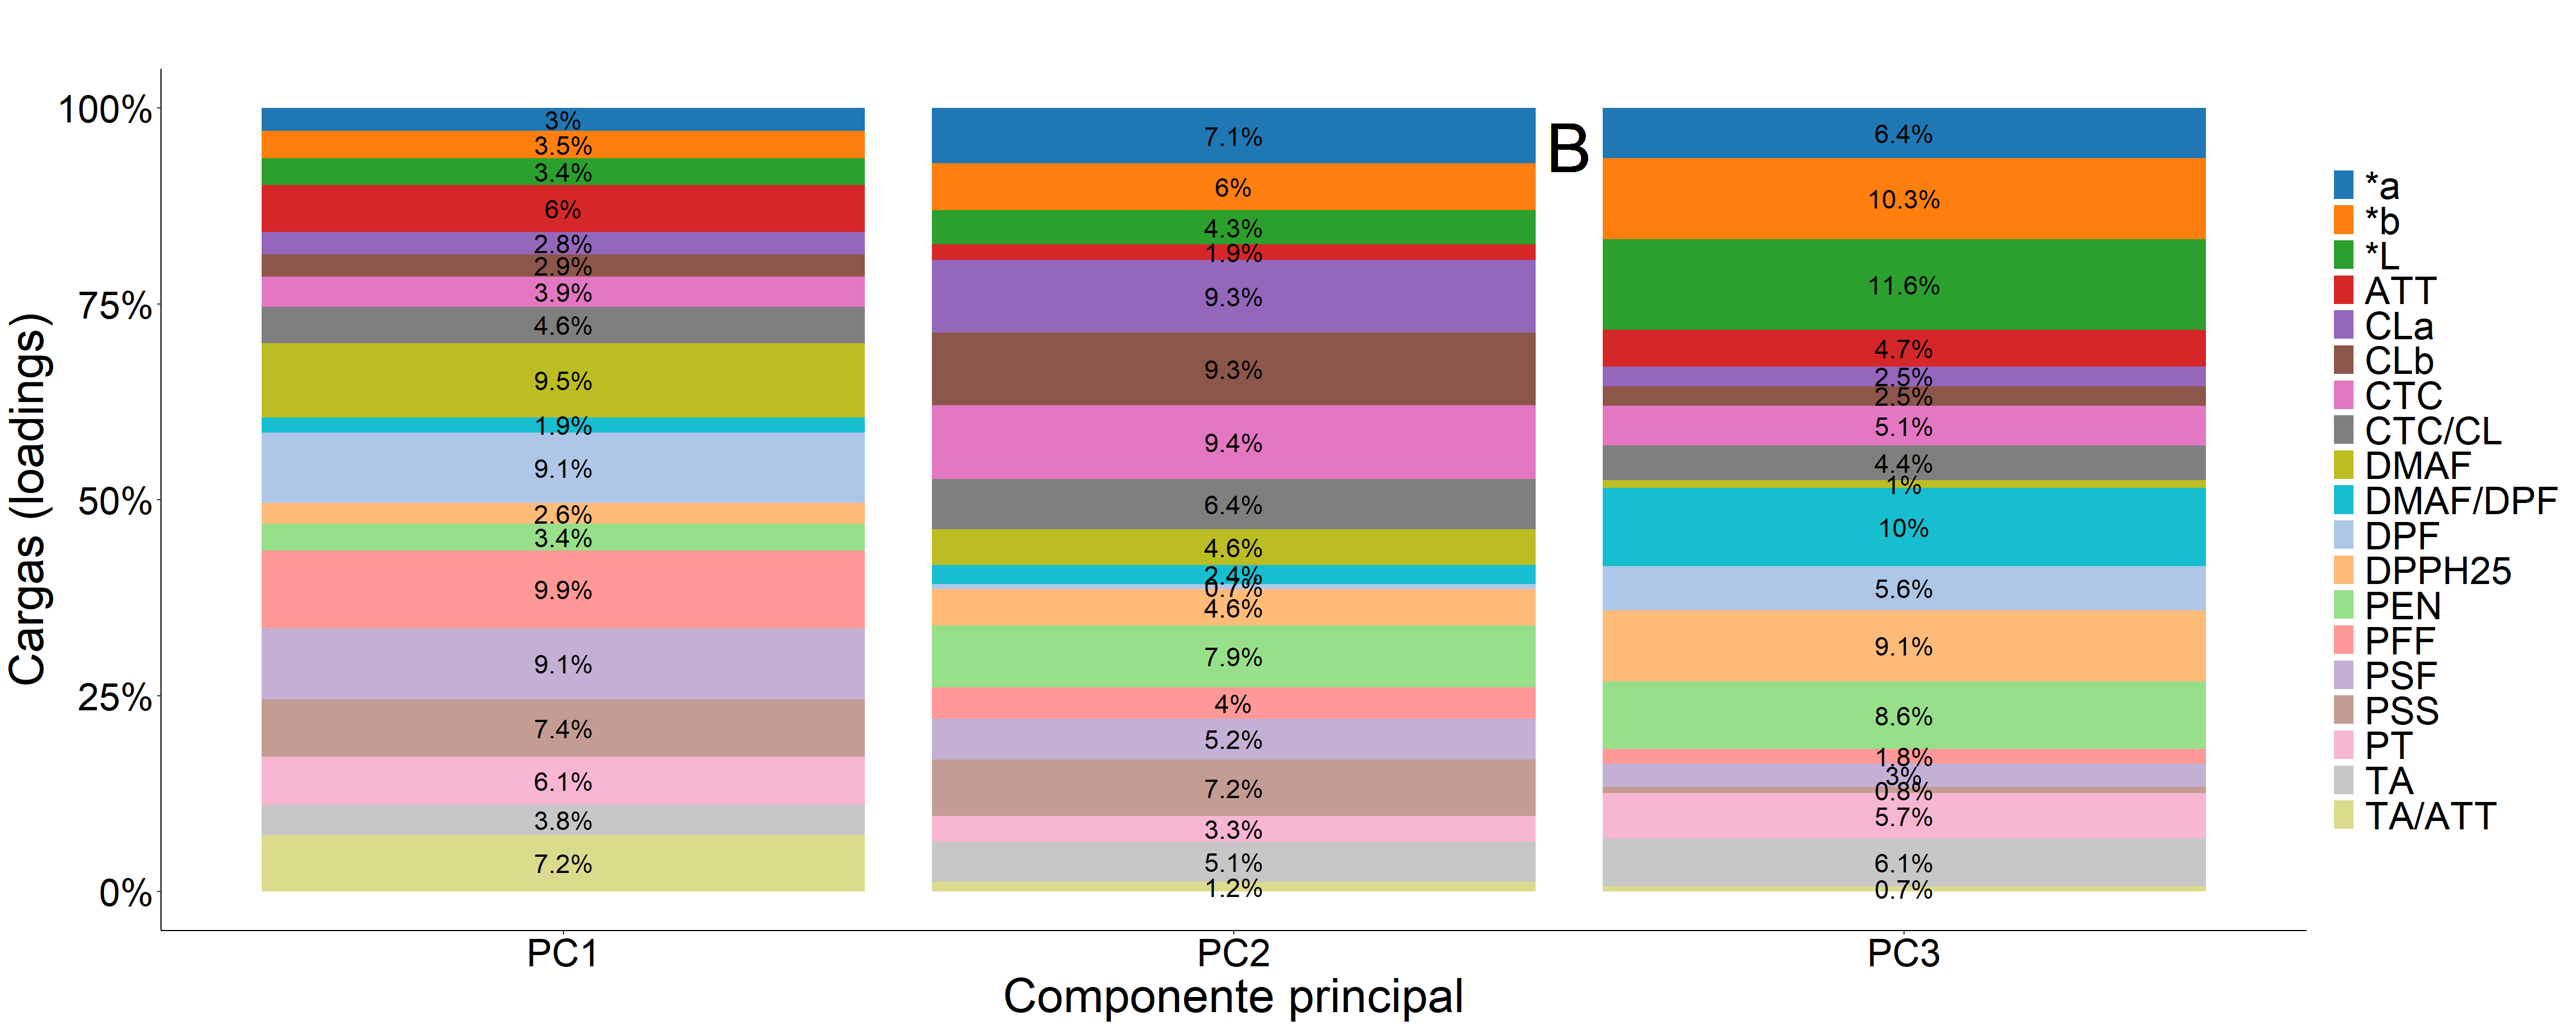 B
Cargas (loadings)
100%
75%
50%
25%
0%
3%
3.5%
3.4%
6%
2.8%
2.9%
3.9%
4.6%
9.5%
1.9%
9.1%
2.6%
3.4%
9.9%
9.1%
7.4%
6.1%
3.8%
7.2%
7.1%
6%
4.3%
1.9%
9.3%
9.3%
9.4%
6.4%
4.6%
2.4%
0.7%
4.6%
7.9%
4%
5.2%
7.2%
3.3%
5.1%
1.2%
6.4%
10.3%
11.6%
4.7%
2.5%
2.5%
5.1%
4.4%
1%
10%
5.6%
9.1%
8.6%
1.8%
3%
0.8%
5.7%
6.1%
0.7%
PC1
PC2
PC3
Componente principal
*a
*b
*L
ATT
CLa
CLb
CTC
CTC/CL
DMAF
DMAF/DPF
DPF
DPPH25
PEN
PFF
PSF
PSS
PT
TA
TA/ATT